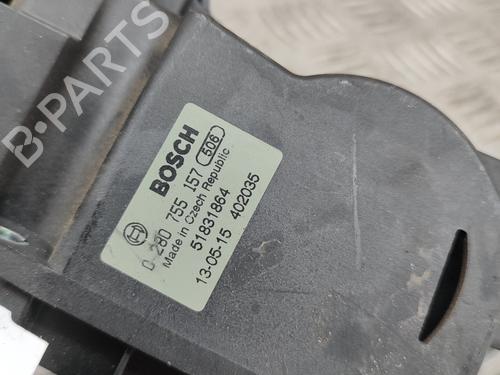 BOSCH
0 280 755 157 506
Made in Czech Republic
51831864
13-05-15 402035
B-PARTS